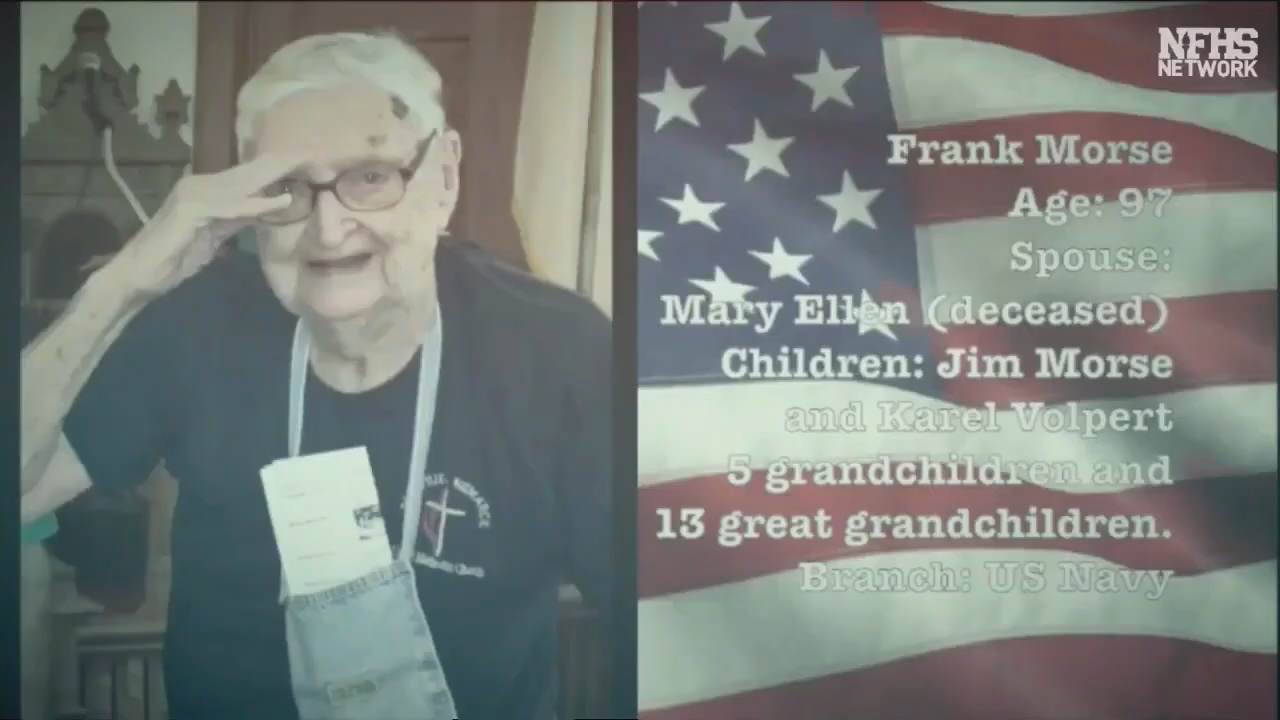 NFHS
NETWORK
Frank Morse
Age: 97
Spouse:
Mary Ellen (deceased)
Children: Jim Morse
and Karel Volpert
5 grandchildren and
13 great grandchildren.
Branch: US Navy